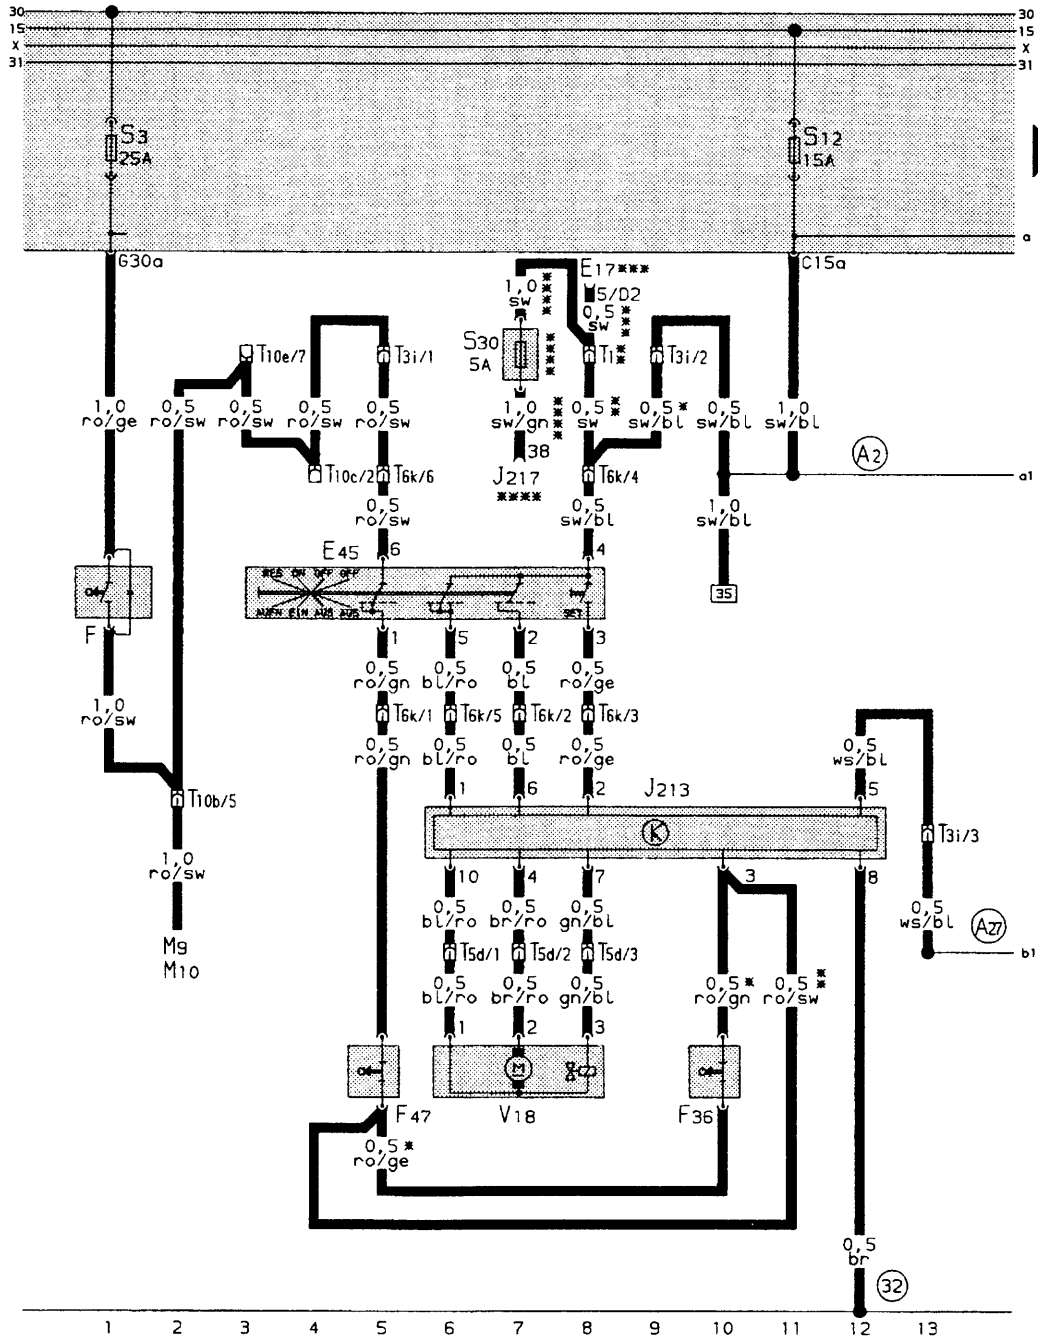 30 30
15 15
X X
31 31
S3
25A
S12
15A
a
G30a
C15a
E17***
1,0
sw
****
5/D2
0,5
sw
***
S30
5A
****
T10e/7
T3i/1
T1*
T3i/2
1,0
ro/ge
0,5
ro/sw
0,5
ro/sw
0,5
ro/sw
0,5
ro/sw
1,0
sw/gn
****
0,5 **
sw
0,5 *
sw/bl
0,5
sw/bl
1,0
sw/bl
A2
38
J217
****
T10c/2
T6k/6
T6k/4
a1
0,5
ro/sw
0,5
sw/bl
1,0
sw/bl
E45
6
4
RES ON OFF OFF
AUFN EIN AUS AUS
SET
35
F
1 5 2 3
0,5
ro/gn
0,5
bl/ro
0,5
bl
0,5
ro/ge
1,0
ro/sw
T6k/1
T6k/5
T6k/2
T6k/3
0,5
ro/gn
0,5
bl/ro
0,5
bl
0,5
ro/ge
0,5
ws/bl
1 6 2
J213
5
T10b/5
K
T3i/3
1,0
ro/sw
10 4 7 3 8
0,5
bl/ro
0,5
br/ro
0,5
gn/bl
0,5
ws/bl
A27
M9
M10
T5d/1
T5d/2
T5d/3
b1
0,5
bl/ro
0,5
br/ro
0,5
gn/bl
0,5 *
ro/gn
0,5 **
ro/sw
1 2 3
M
F47
V18
F36
0,5 *
ro/ge
0,5
br
32
1 2 3 4 5 6 7 8 9 10 11 12 13